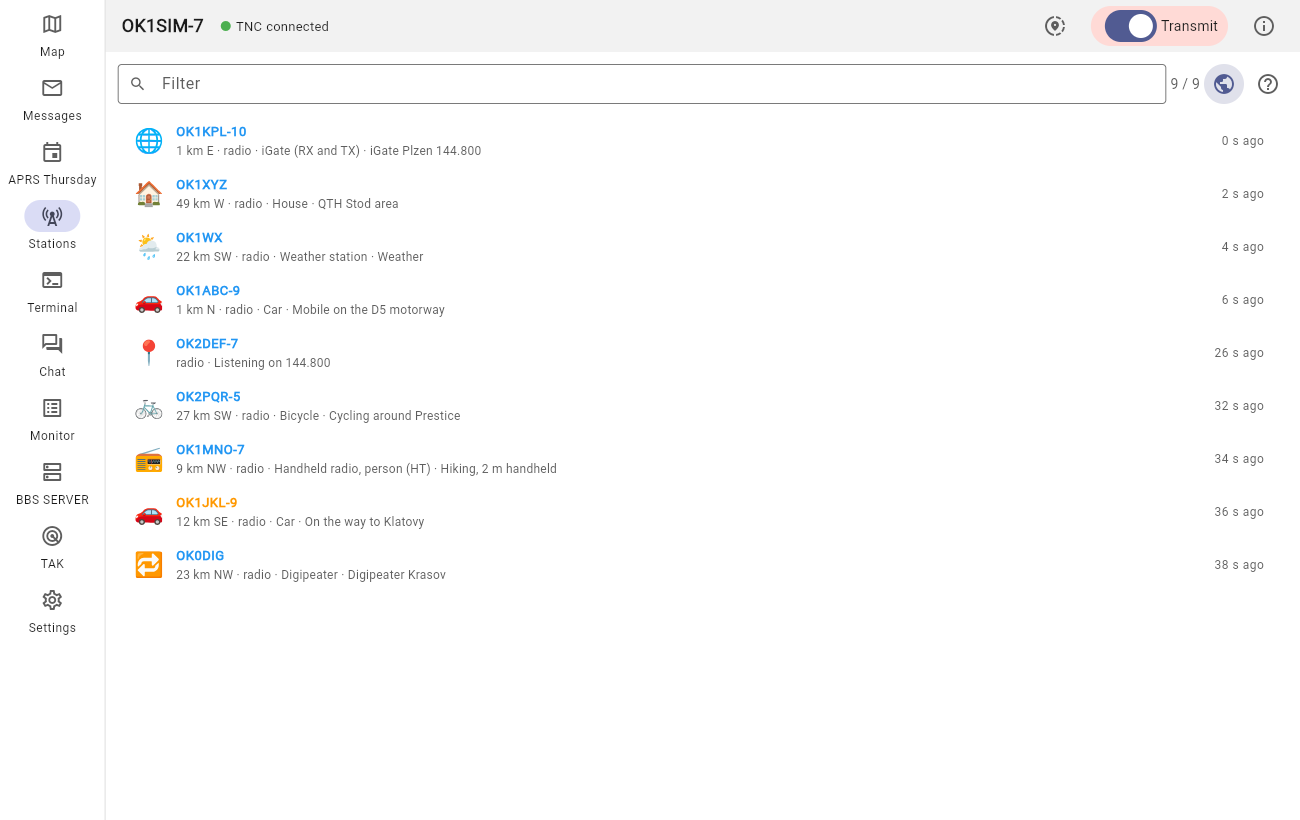 OK1SIM-7
TNC connected
Transmit
Map
Messages
APRS Thursday
Stations
Terminal
Chat
Monitor
BBS SERVER
TAK
Settings
Filter
9 / 9
OK1KPL-10
1 km E · radio · iGate (RX and TX) · iGate Plzen 144.800
0 s ago
OK1XYZ
49 km W · radio · House · QTH Stod area
2 s ago
OK1WX
22 km SW · radio · Weather station · Weather
4 s ago
OK1ABC-9
1 km N · radio · Car · Mobile on the D5 motorway
6 s ago
OK2DEF-7
radio · Listening on 144.800
26 s ago
OK2PQR-5
27 km SW · radio · Bicycle · Cycling around Prestice
32 s ago
OK1MNO-7
9 km NW · radio · Handheld radio, person (HT) · Hiking, 2 m handheld
34 s ago
OK1JKL-9
12 km SE · radio · Car · On the way to Klatovy
36 s ago
OK0DIG
23 km NW · radio · Digipeater · Digipeater Krasov
38 s ago